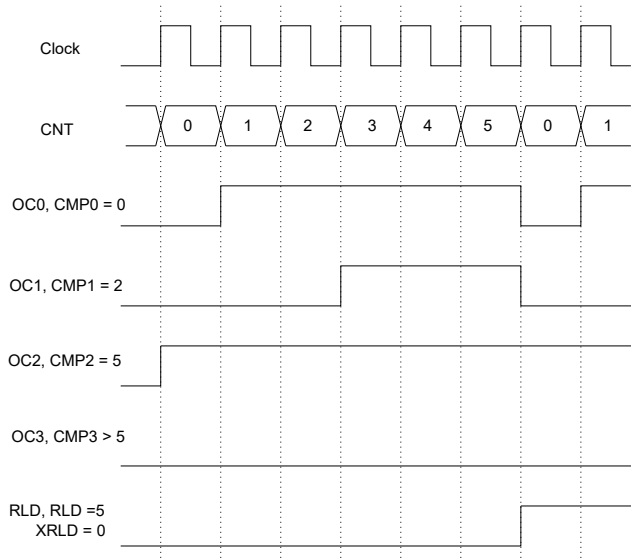 Clock
CNT 0 1 2 3 4 5 0 1
OC0, CMP0 = 0
OC1, CMP1 = 2
OC2, CMP2 = 5
OC3, CMP3 > 5
RLD, RLD =5
XRLD = 0